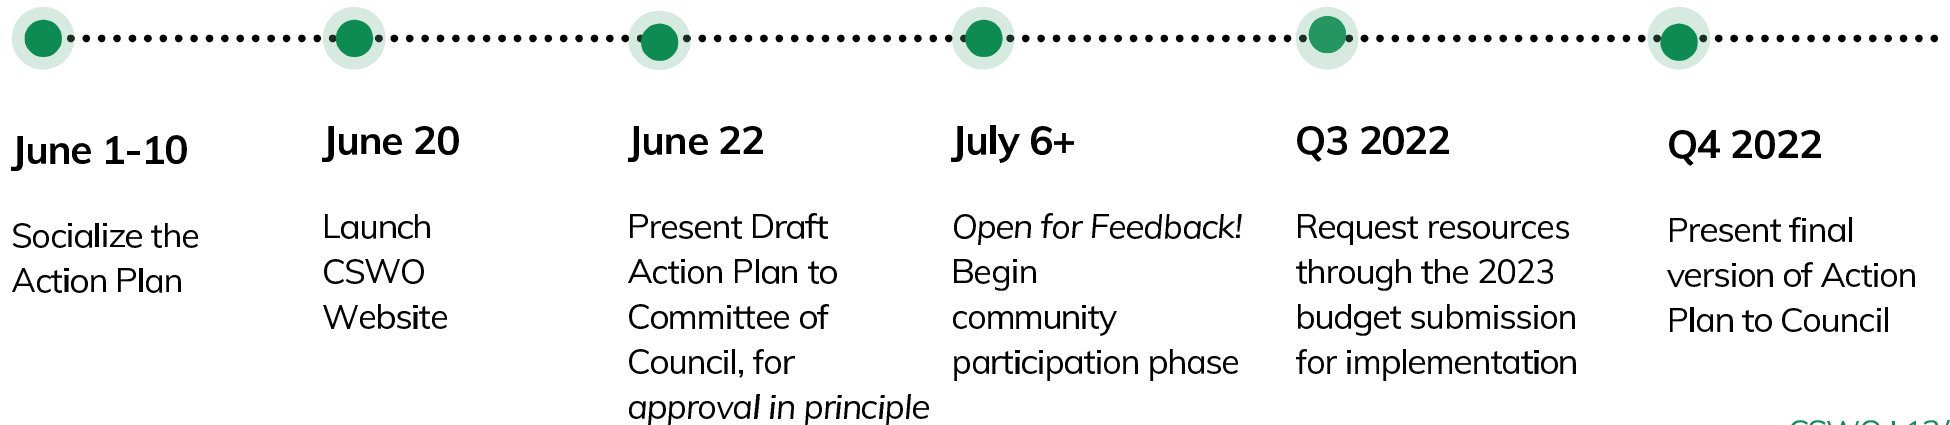 June 1-10
Socialize the
Action Plan
June 20
Launch
CSWO
Website
June 22
Present Draft
Action Plan to
Committee of
Council, for
approval in principle
July 6+
Open for Feedback!
Begin
community
participation phase
Q3 2022
Request resources
through the 2023
budget submission
for implementation
Q4 2022
Present final
version of Action
Plan to Council